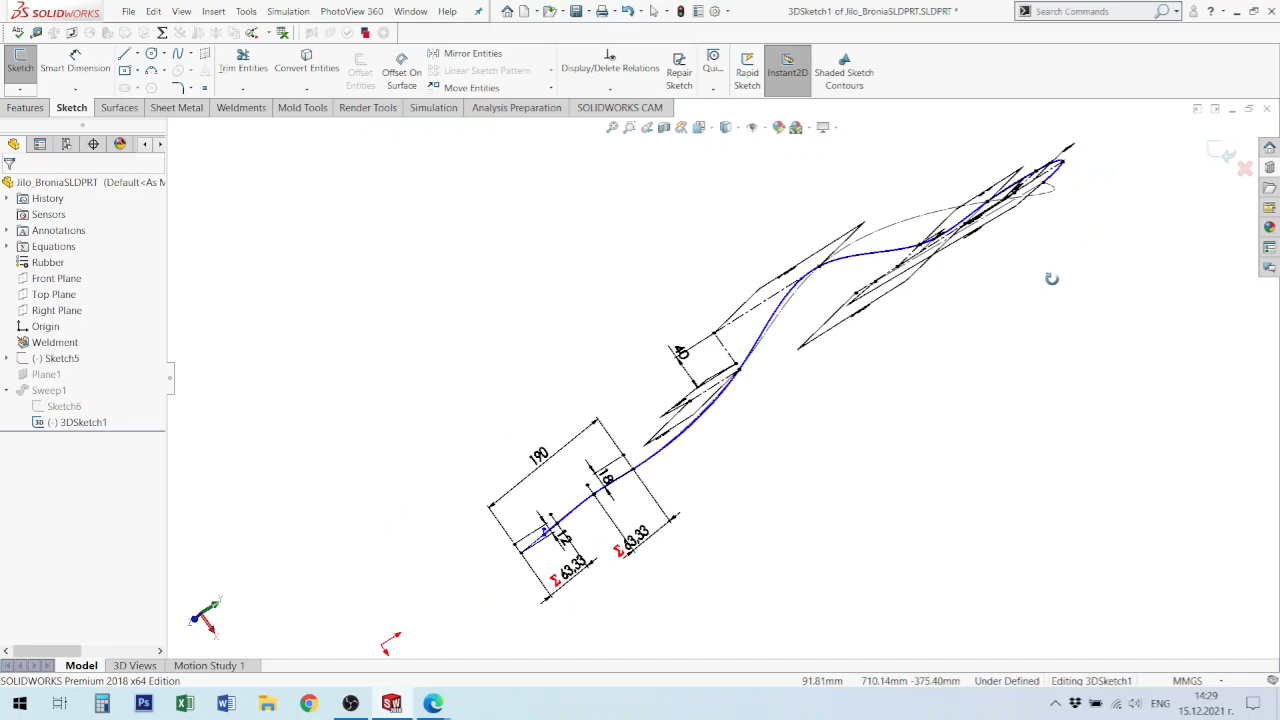 SOLIDWORKS File Edit View Insert Tools Simulation PhotoView 360 Window Help 3DSketch1 of Jilo_BroniaSLDPRT.SLDPRT * Search Commands
Sketch Smart Dimension Trim Entities Convert Entities Offset Entities Offset On Surface Mirror Entities Linear Sketch Pattern Move Entities Display/Delete Relations Repair Sketch Qui... Rapid Sketch Instant2D Shaded Sketch Contours
Features Sketch Surfaces Sheet Metal Weldments Mold Tools Render Tools Simulation Analysis Preparation SOLIDWORKS CAM
Jilo_BroniaSLDPRT (Default<As M
History
Sensors
Annotations
Equations
Rubber
Front Plane
Top Plane
Right Plane
Origin
Weldment
(-) Sketch5
Plane1
Sweep1
Sketch6
3D (-) 3DSketch1
40
190
18
12
Σ 63,33
Σ 63,33
Y
Z
X
Model 3D Views Motion Study 1
SOLIDWORKS Premium 2018 x64 Edition 91.81mm 710.14mm -375.40mm Under Defined Editing 3DSketch1 MMGS
ENG 14:29
15.12.2021 г.